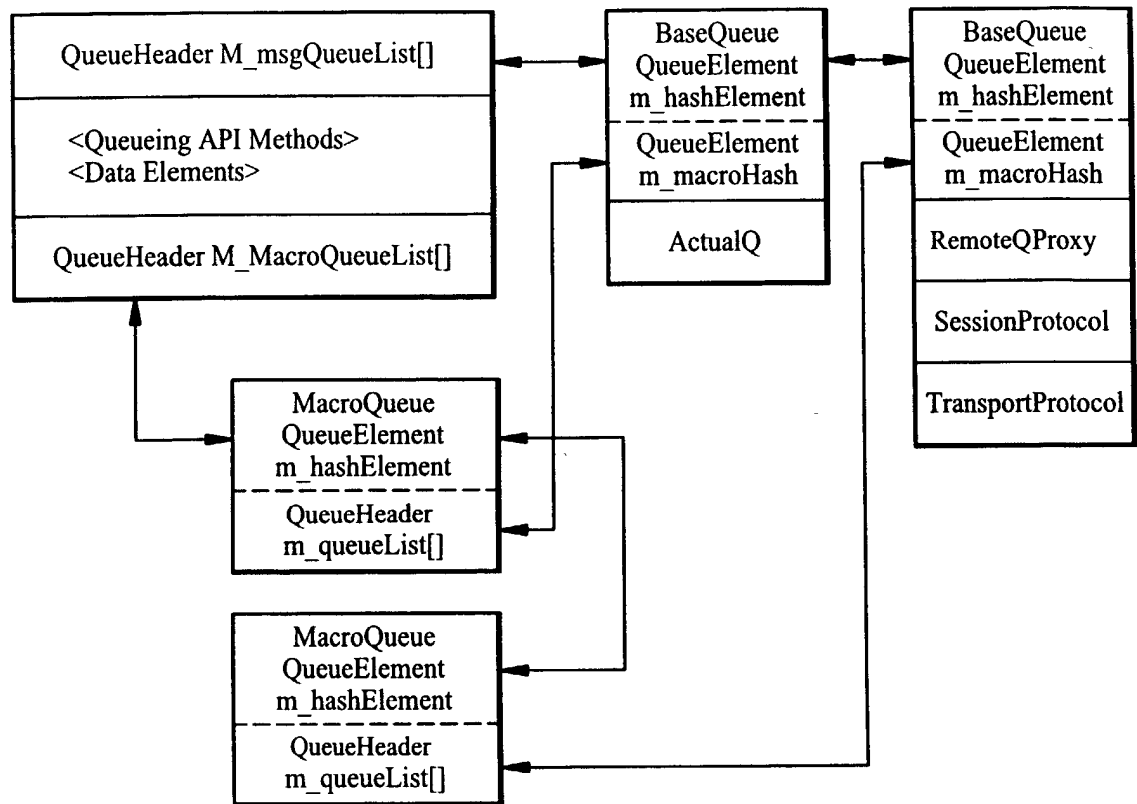 QueueHeader M_msgQueueList[]
<Queueing API Methods>
<Data Elements>
QueueHeader M_MacroQueueList[]
BaseQueue
QueueElement
m_hashElement
QueueElement
m_macroHash
ActualQ
BaseQueue
QueueElement
m_hashElement
QueueElement
m_macroHash
RemoteQProxy
SessionProtocol
TransportProtocol
MacroQueue
QueueElement
m_hashElement
QueueHeader
m_queueList[]
MacroQueue
QueueElement
m_hashElement
QueueHeader
m_queueList[]